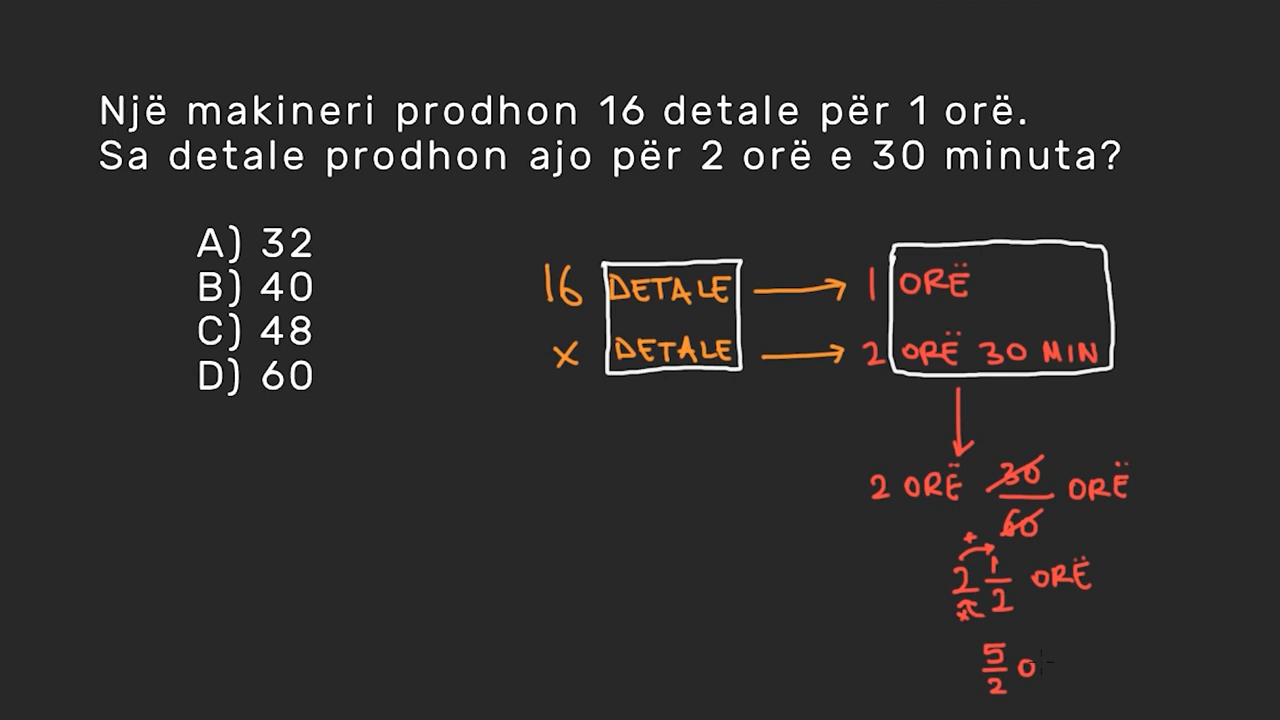 Një makineri prodhon 16 detale për 1 orë.
Sa detale prodhon ajo për 2 orë e 30 minuta?
A) 32
B) 40
C) 48
D) 60
16 DETALE → 1 ORË
x DETALE → 2 ORË 30 MIN
2 ORË 30/60 ORË
+
2 1/2 ORË
x
5/2 O